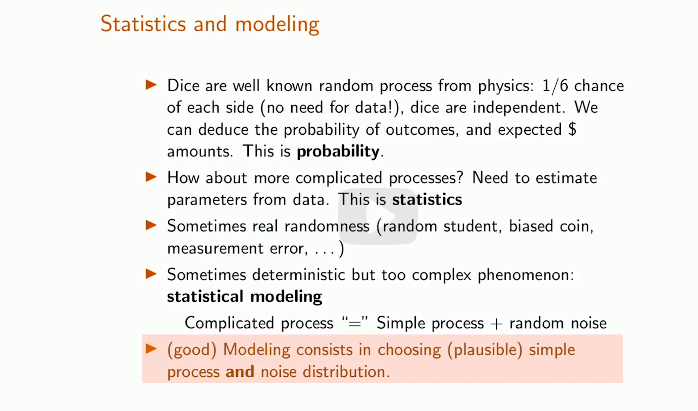 Statistics and modeling
▶ Dice are well known random process from physics: 1/6 chance
of each side (no need for data!), dice are independent. We
can deduce the probability of outcomes, and expected $
amounts. This is probability.
▶ How about more complicated processes? Need to estimate
parameters from data. This is statistics
▶ Sometimes real randomness (random student, biased coin,
measurement error, ...)
▶ Sometimes deterministic but too complex phenomenon:
statistical modeling
Complicated process “=” Simple process + random noise
▶ (good) Modeling consists in choosing (plausible) simple
process and noise distribution.